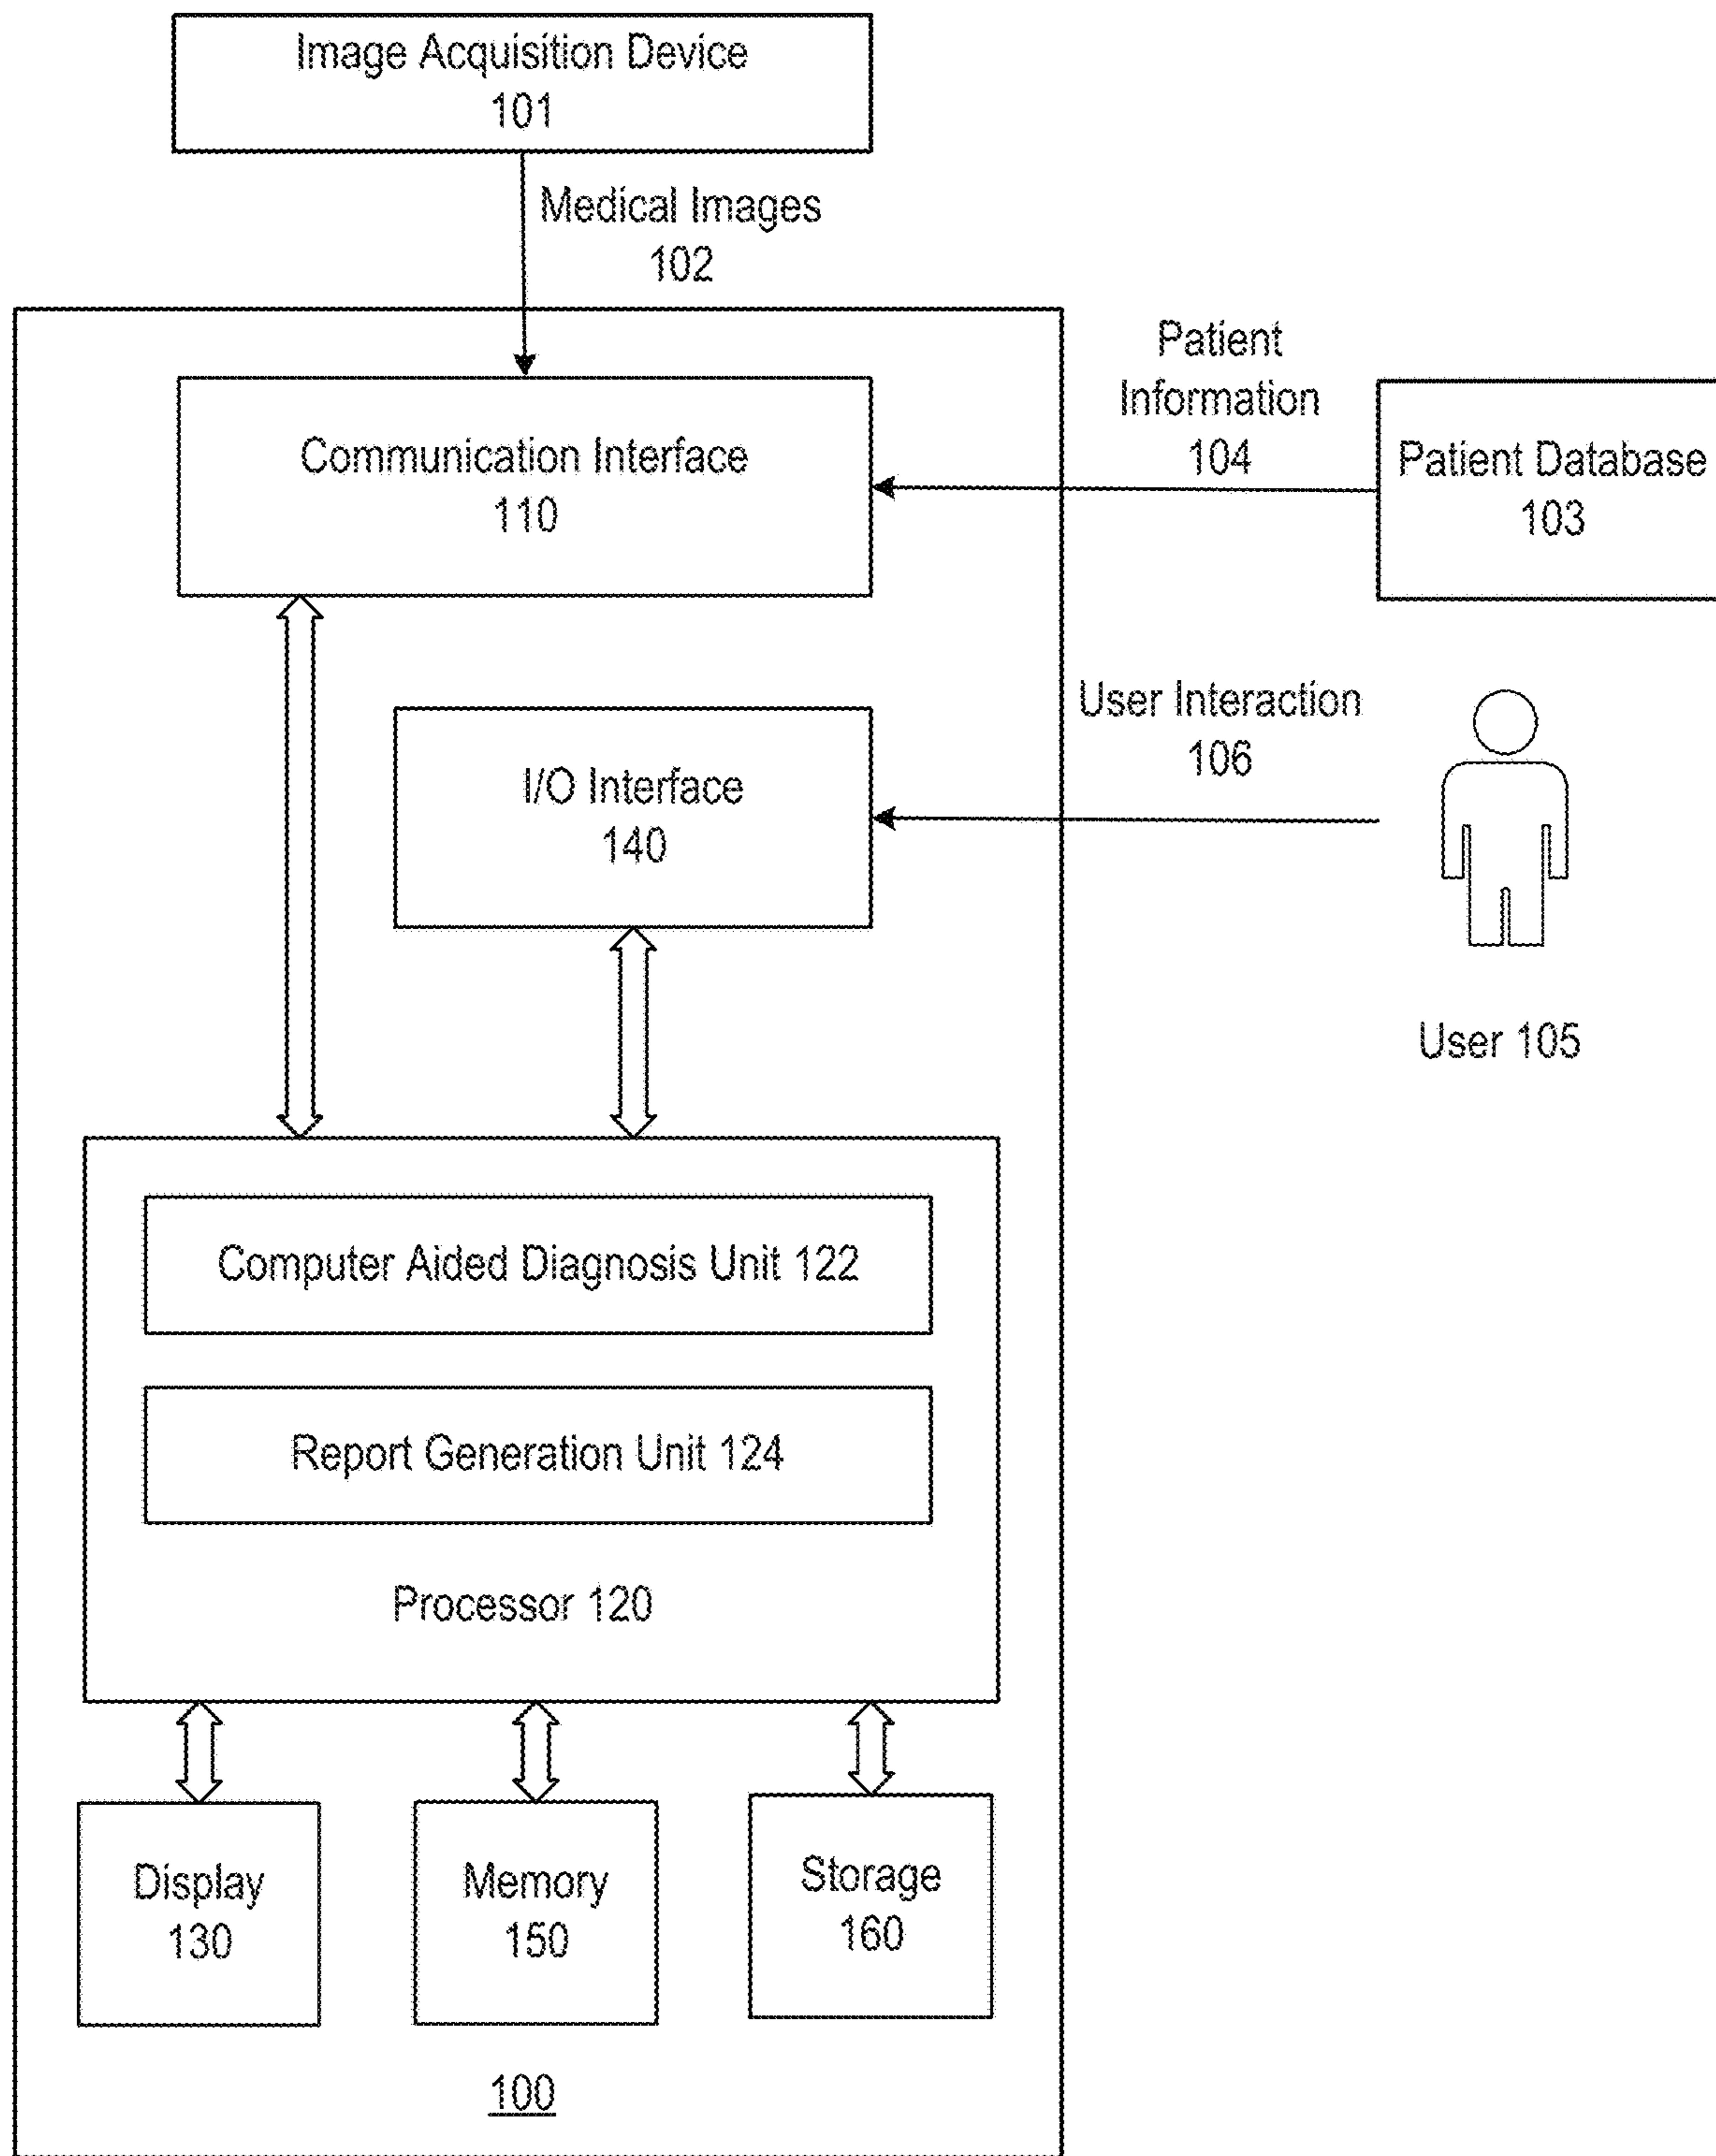 Image Acquisition Device
101
Medical Images
102
Patient
Information
104
Communication Interface
110
Patient Database
103
User Interaction
106
I/O Interface
140
User 105
Computer Aided Diagnosis Unit 122
Report Generation Unit 124
Processor 120
Display
130
Memory
150
Storage
160
100